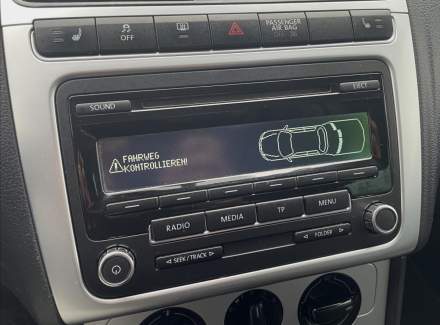 OFF
PASSENGER
AIR BAG
SOUND
EJECT
FAHRWEG
KONTROLLIEREN!
RADIO
MEDIA
TP
MENU
SEEK/TRACK
FOLDER